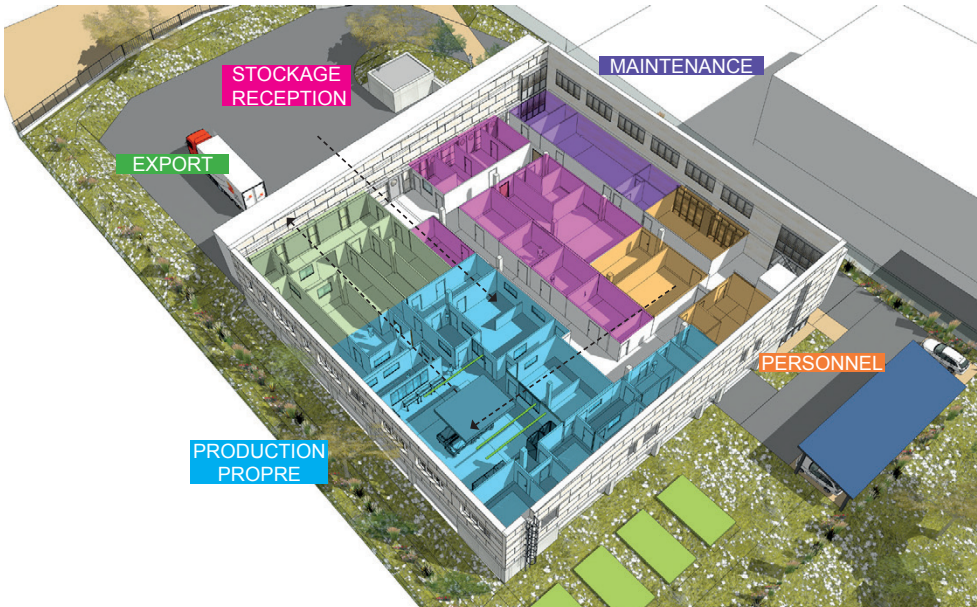 STOCKAGE
RECEPTION
MAINTENANCE
EXPORT
PERSONNEL
PRODUCTION
PROPRE